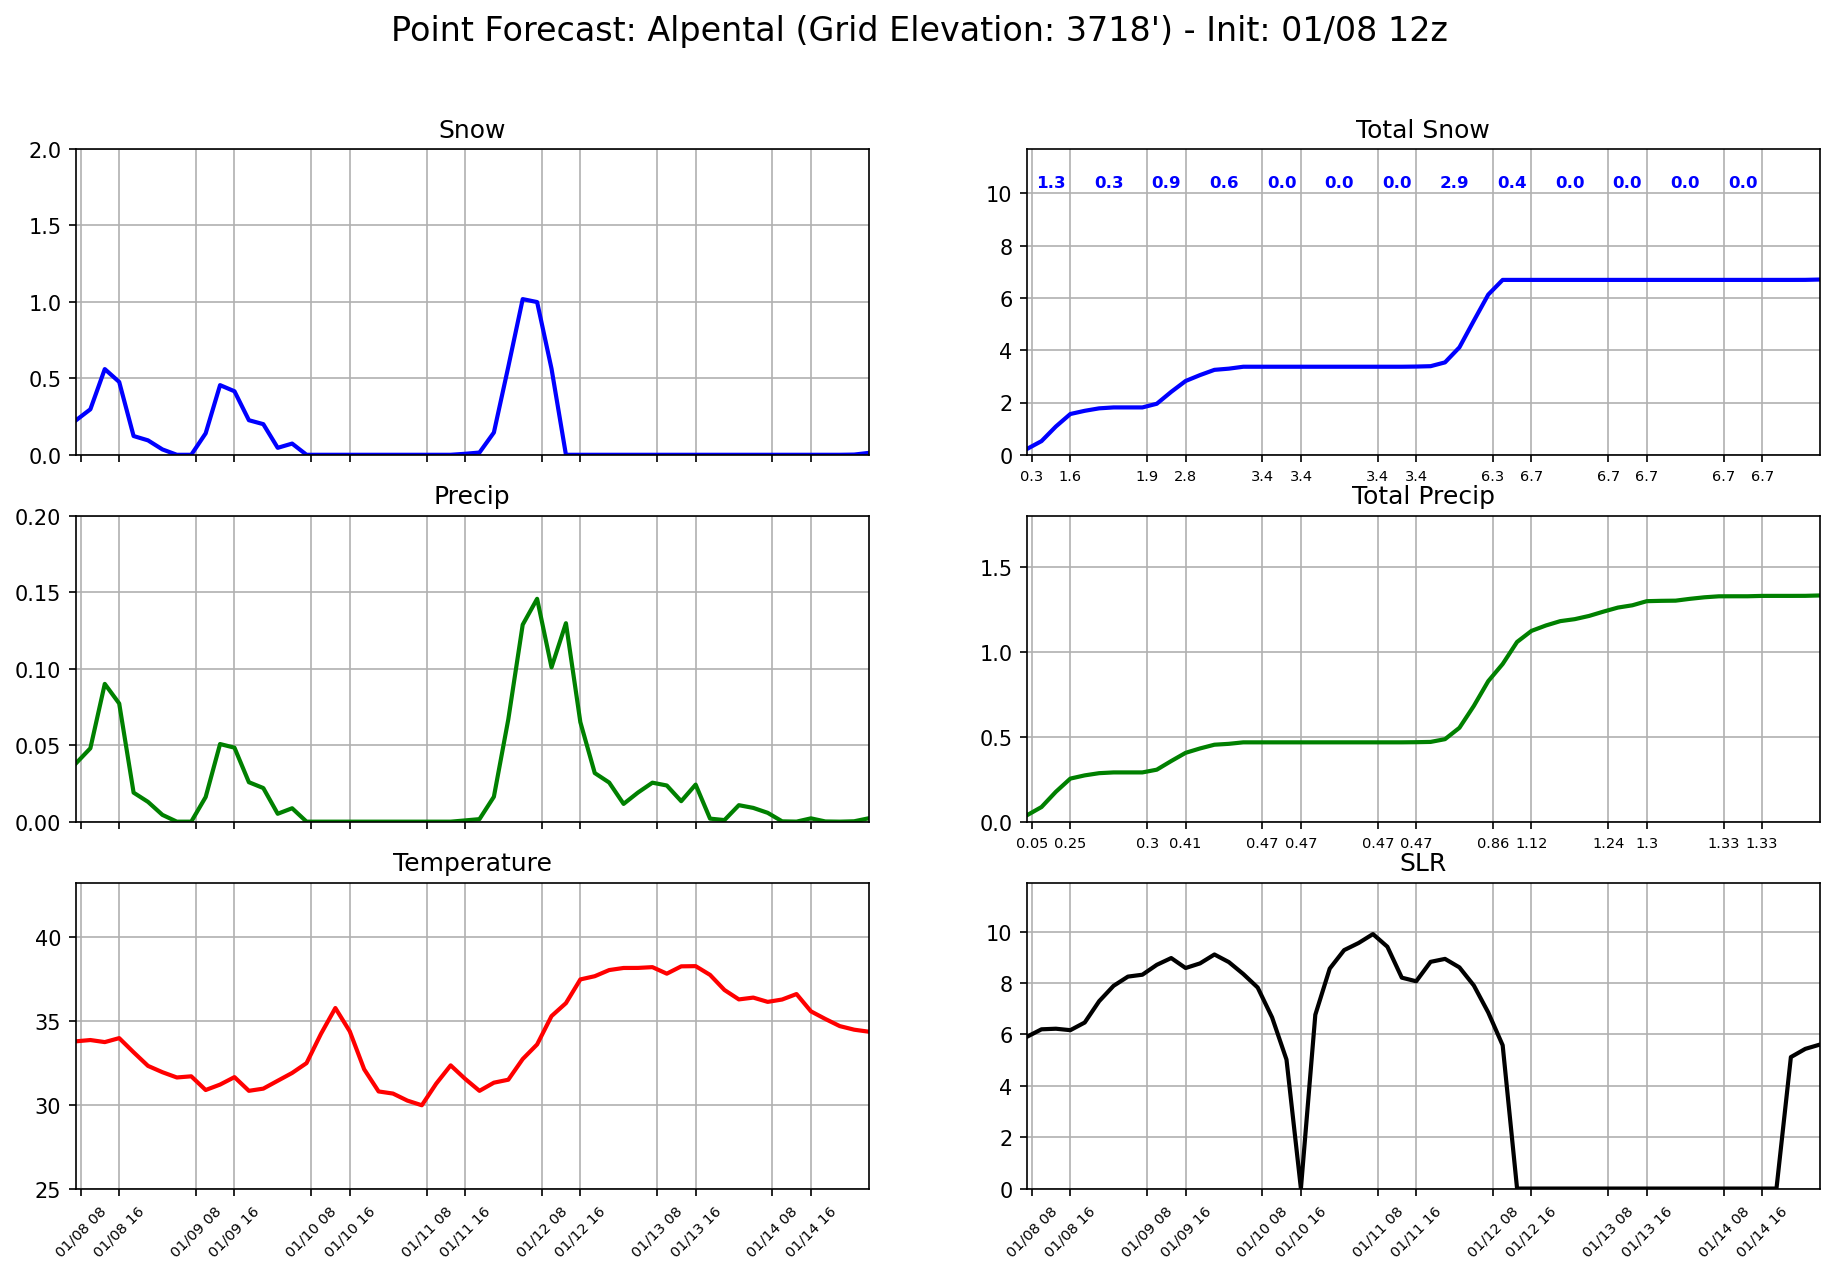 Point Forecast: Alpental (Grid Elevation: 3718') - Init: 01/08 12z
Snow
2.0
1.5
1.0
0.5
0.0
Total Snow
1.3 0.3 0.9 0.6 0.0 0.0 0.0 2.9 0.4 0.0 0.0 0.0 0.0
10
8
6
4
2
0
0.3 1.6 1.9 2.8 3.4 3.4 3.4 3.4 6.3 6.7 6.7 6.7 6.7 6.7
Precip
0.20
0.15
0.10
0.05
0.00
Total Precip
1.5
1.0
0.5
0.0
0.05 0.25 0.3 0.41 0.47 0.47 0.47 0.47 0.86 1.12 1.24 1.3 1.33 1.33
Temperature
40
35
30
25
01/08 08 01/08 16 01/09 08 01/09 16 01/10 08 01/10 16 01/11 08 01/11 16 01/12 08 01/12 16 01/13 08 01/13 16 01/14 08 01/14 16
SLR
10
8
6
4
2
0
01/08 08 01/08 16 01/09 08 01/09 16 01/10 08 01/10 16 01/11 08 01/11 16 01/12 08 01/12 16 01/13 08 01/13 16 01/14 08 01/14 16